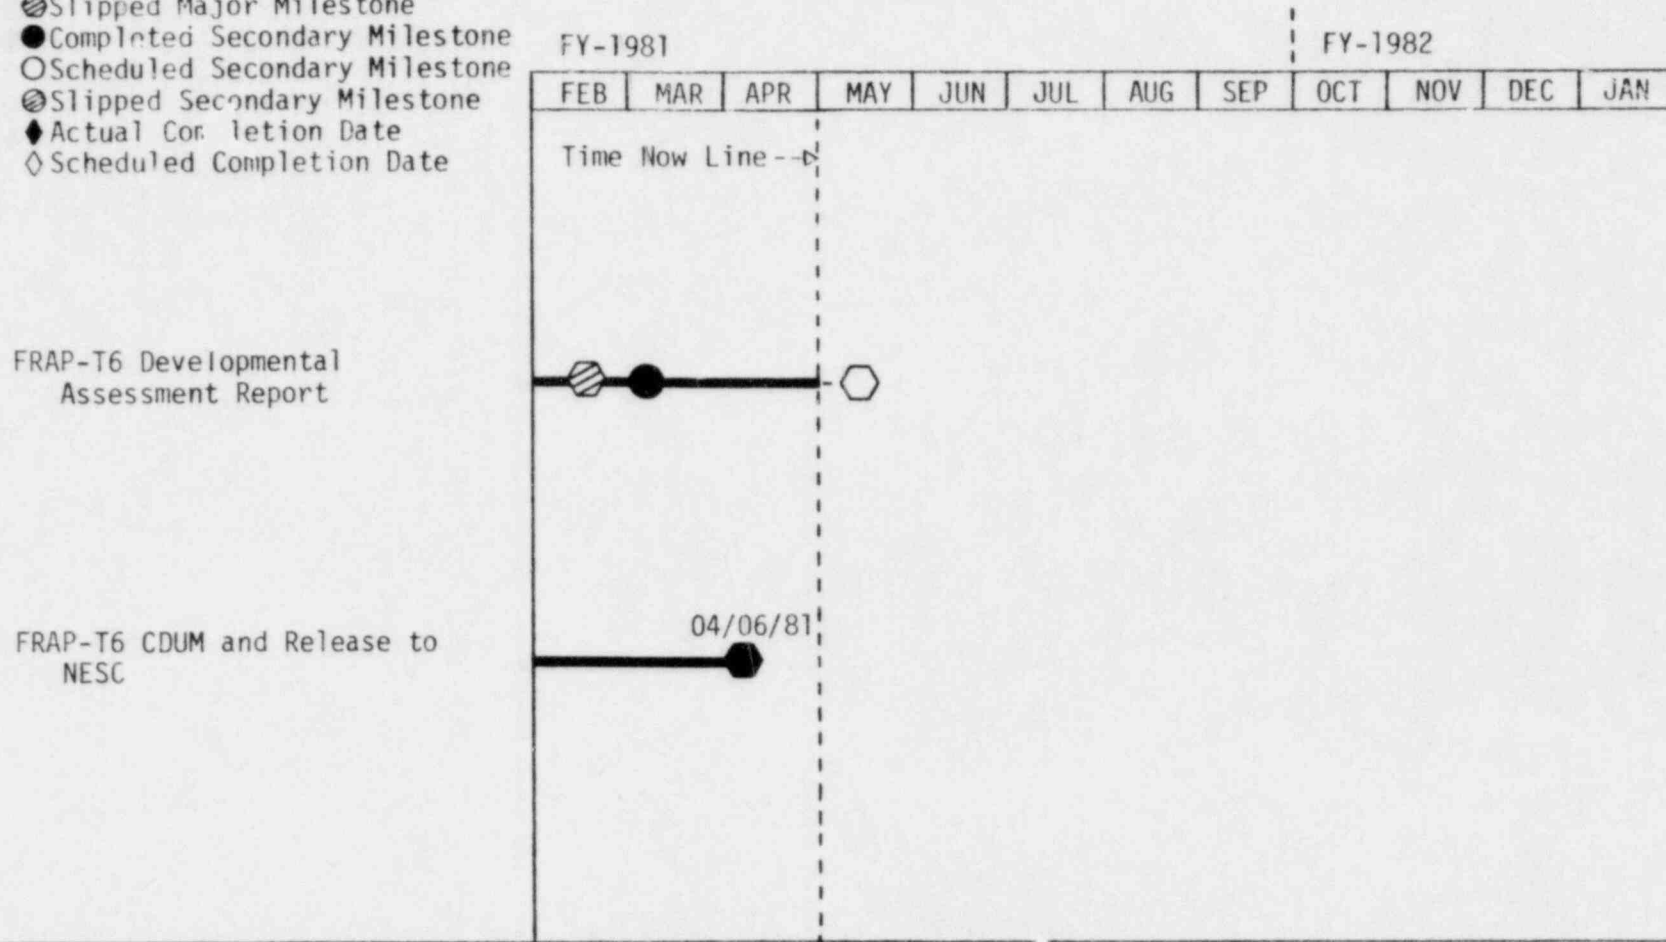 Slipped Major Milestone
Completed Secondary Milestone
Scheduled Secondary Milestone
Slipped Secondary Milestone
Actual Com letion Date
Scheduled Completion Date
FY-1981
FY-1982
FEB MAR APR MAY JUN JUL AUG SEP OCT NOV DEC JAN
Time Now Line
FRAP-T6 Developmental
Assessment Report
04/06/81
FRAP-T6 CDUM and Release to
NESC